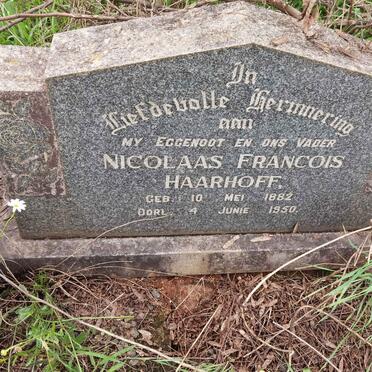 In
Liefdevolle Herinnering
aan
MY EGGENOOT EN ONS VADER
NICOLAAS FRANCOIS
HAARHOFF.
GEB. 10 MEI 1882
OORL. 4 JUNIE 1950.